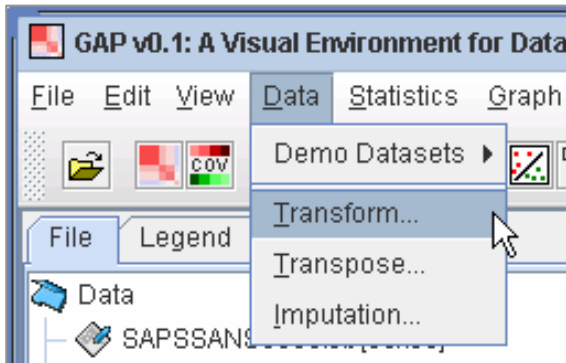 GAP v0.1: A Visual Environment for Data
File Edit View Data Statistics Graph
COV
Demo Datasets
Transform...
File Legend
Transpose...
Data
Imputation...
SAPSSANS